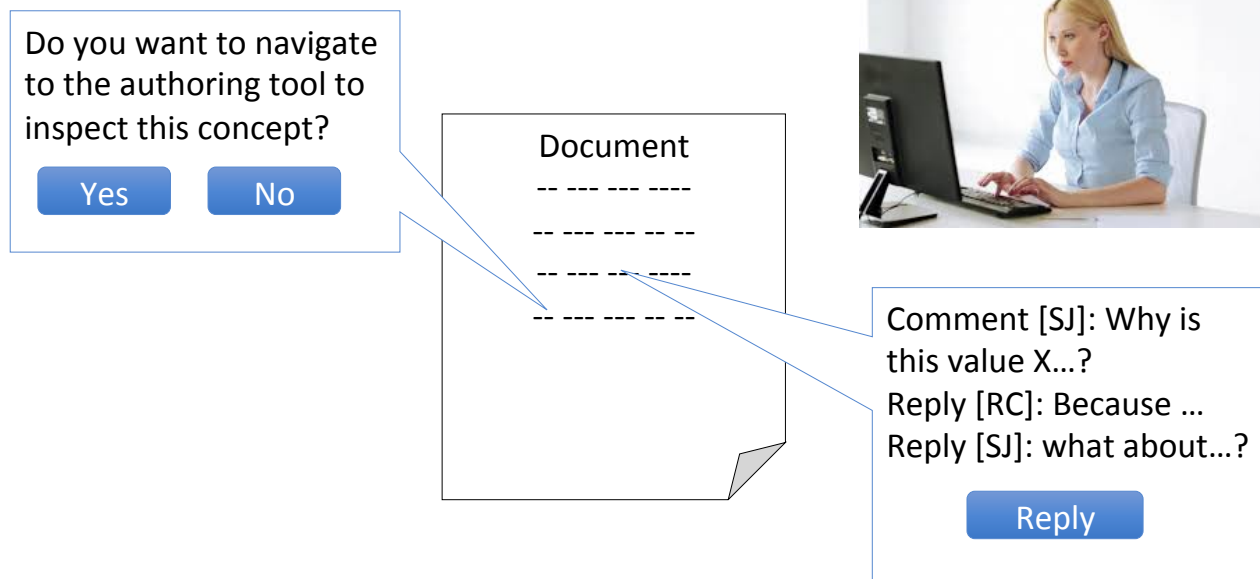 Do you want to navigate
to the authoring tool to
inspect this concept?
Yes No
Document
-- --- --- ----
-- --- --- -- --
-- --- --- ----
-- --- --- -- --
Comment [SJ]: Why is
this value X…?
Reply [RC]: Because …
Reply [SJ]: what about…?
Reply